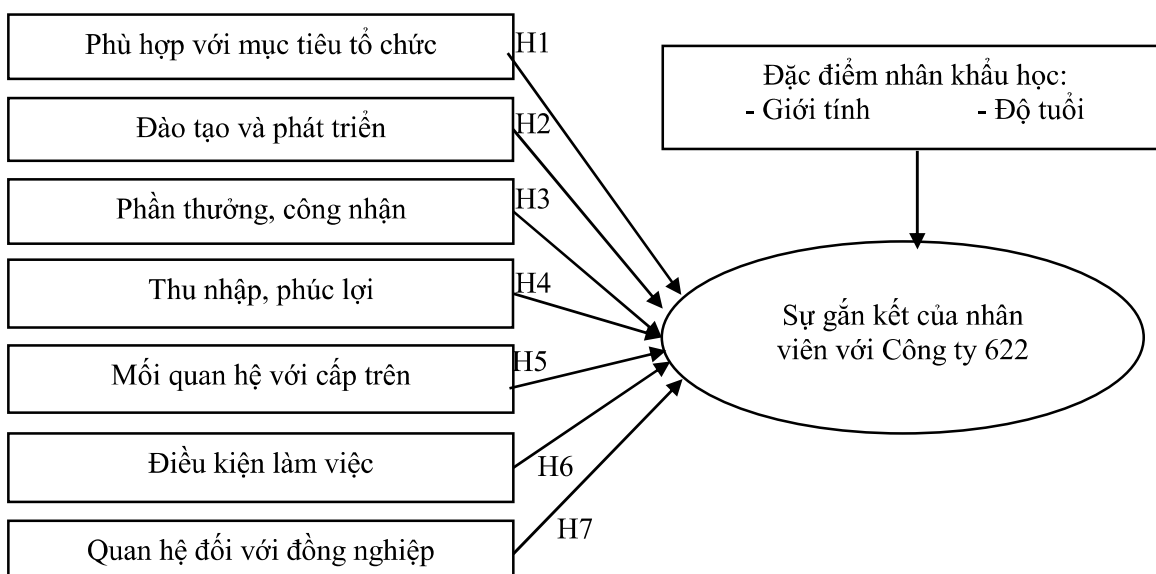 Phù hợp với mục tiêu tổ chức
H1
Đào tạo và phát triển
H2
Phần thưởng, công nhận
H3
Thu nhập, phúc lợi
H4
Mối quan hệ với cấp trên
H5
Điều kiện làm việc
H6
Quan hệ đối với đồng nghiệp
H7
Đặc điểm nhân khẩu học:
- Giới tính - Độ tuổi
Sự gắn kết của nhân
viên với Công ty 622